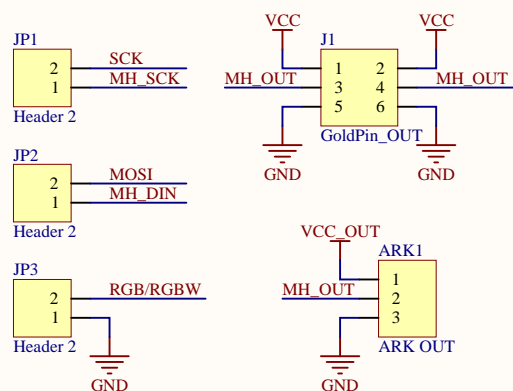 JP1
2 SCK
1 MH_SCK
Header 2
JP2
2 MOSI
1 MH_DIN
Header 2
JP3
2 RGB/RGBW
1
Header 2
GND
VCC J1 VCC
1 2
MH_OUT 3 4 MH_OUT
5 6
GoldPin_OUT
GND GND
VCC_OUT ARK1
1
MH_OUT 2
3
ARK OUT
GND